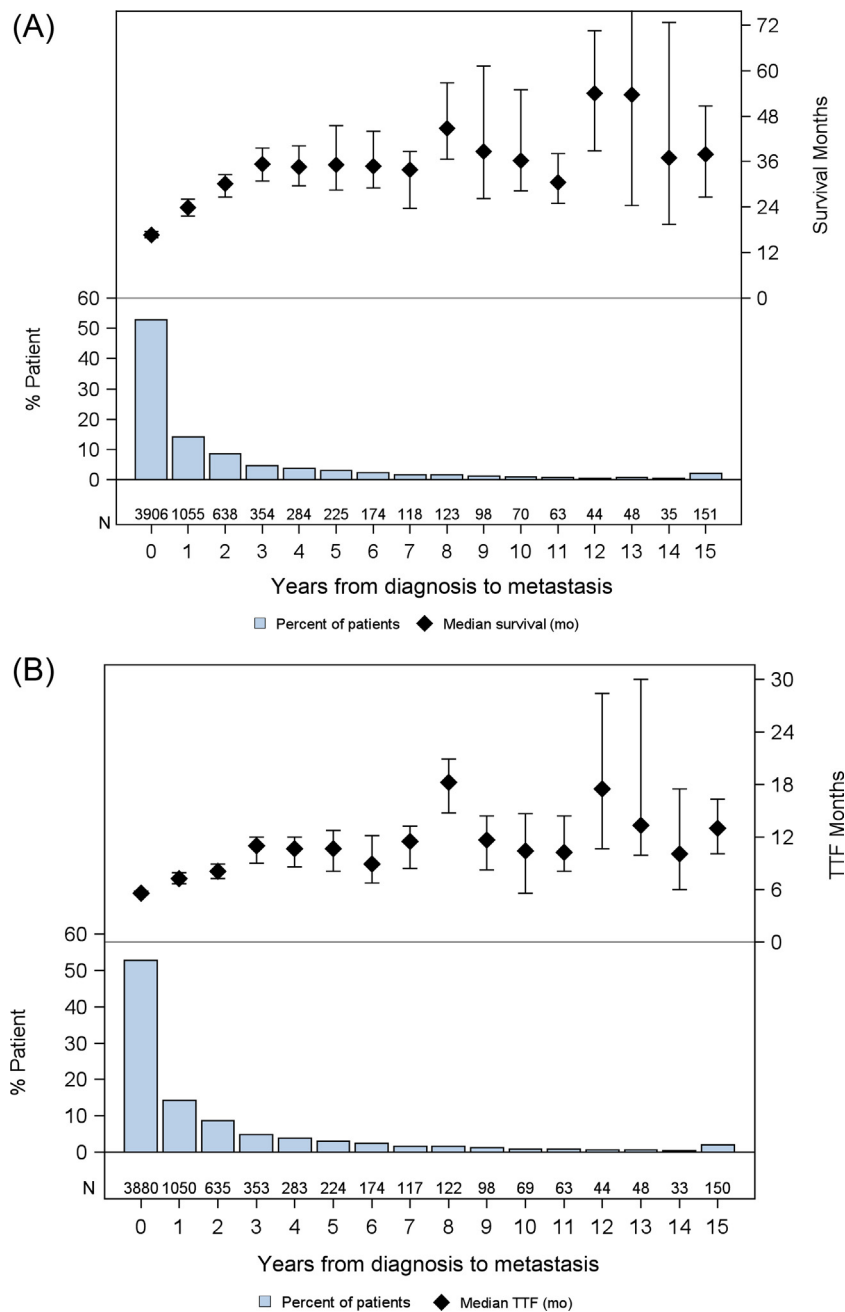 (A)
72
60
48
36
24
12
0
Survival Months
60
50
40
30
20
10
0
% Patient
N 3906 1055 638 354 284 225 174 118 123 98 70 63 44 48 35 151
0 1 2 3 4 5 6 7 8 9 10 11 12 13 14 15
Years from diagnosis to metastasis
Percent of patients Median survival (mo)
(B)
30
24
18
12
6
0
TTF Months
60
50
40
30
20
10
0
% Patient
N 3880 1050 635 353 283 224 174 117 122 98 69 63 44 48 33 150
0 1 2 3 4 5 6 7 8 9 10 11 12 13 14 15
Years from diagnosis to metastasis
Percent of patients Median TTF (mo)